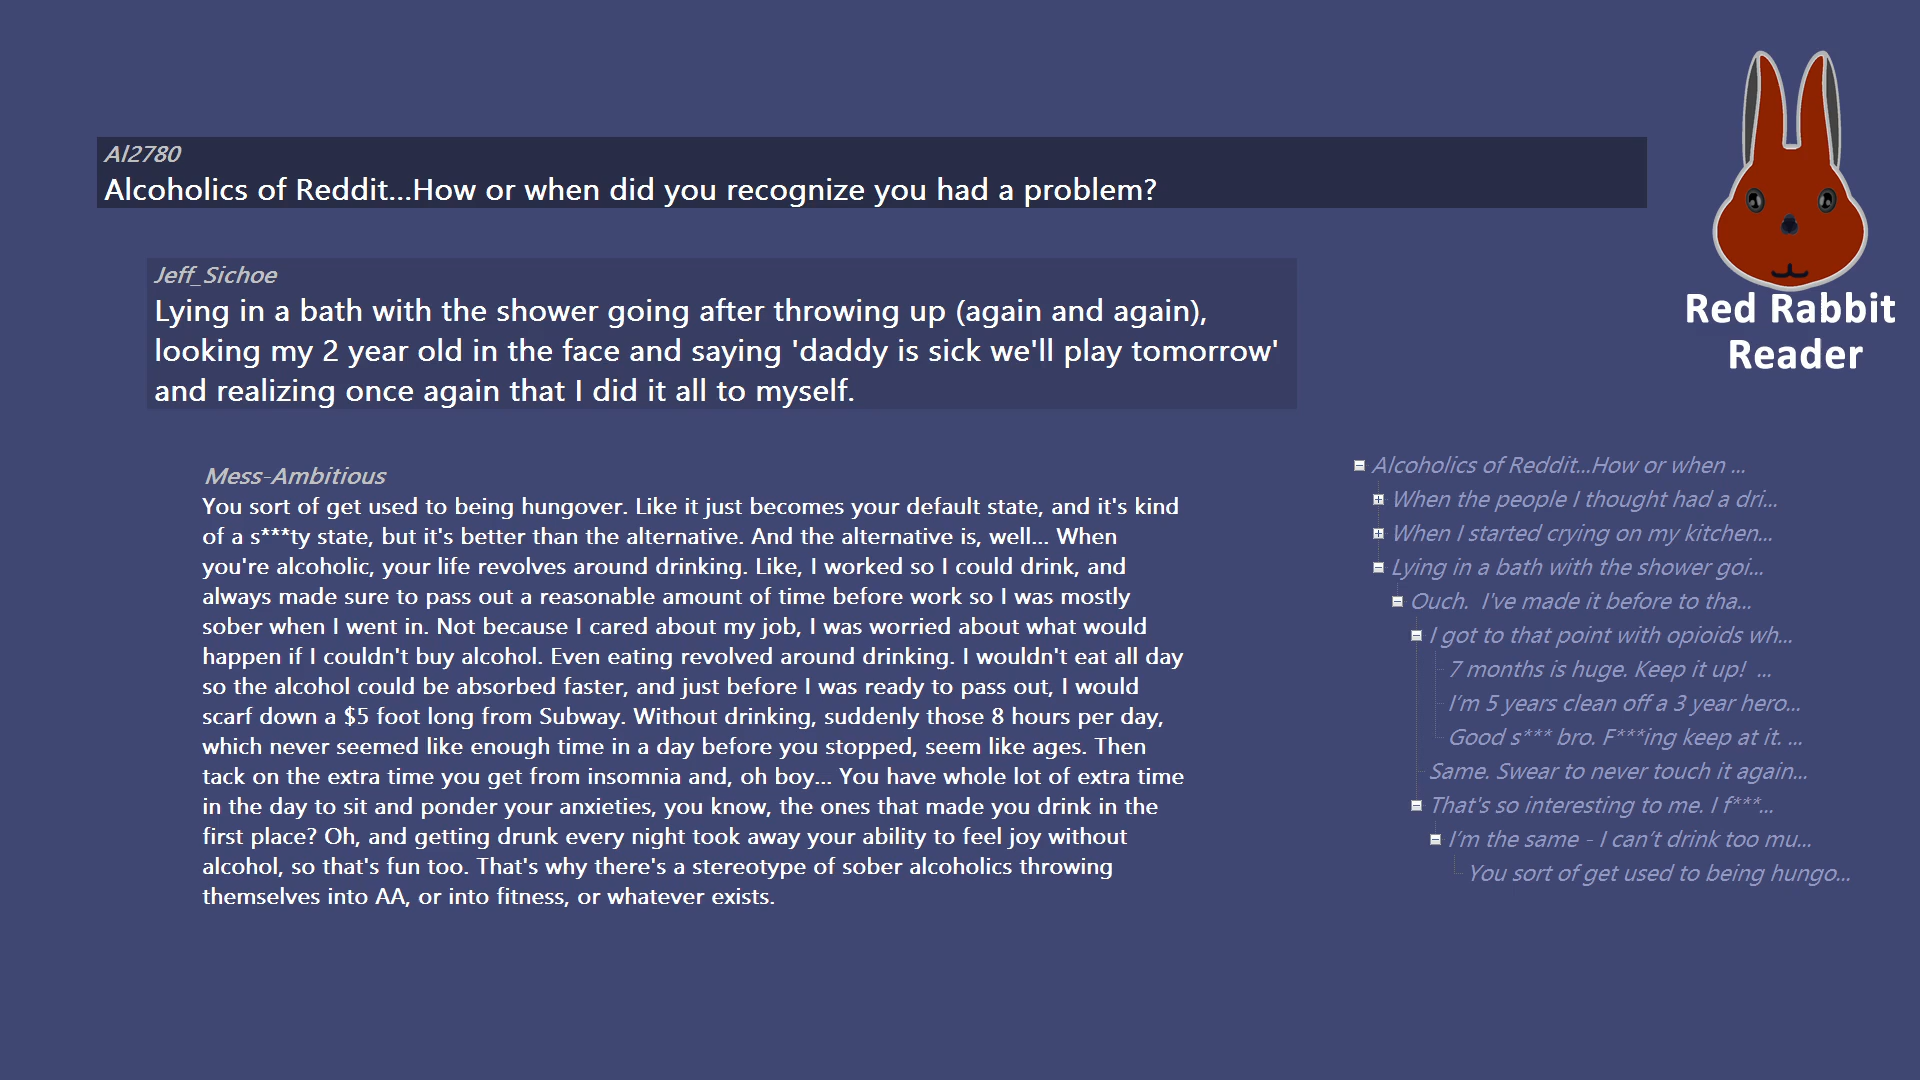 Al2780
Alcoholics of Reddit...How or when did you recognize you had a problem?
Jeff_Sichoe
Lying in a bath with the shower going after throwing up (again and again),
looking my 2 year old in the face and saying 'daddy is sick we'll play tomorrow'
and realizing once again that I did it all to myself.
Mess-Ambitious
You sort of get used to being hungover. Like it just becomes your default state, and it's kind
of a s***ty state, but it's better than the alternative. And the alternative is, well... When
you're alcoholic, your life revolves around drinking. Like, I worked so I could drink, and
always made sure to pass out a reasonable amount of time before work so I was mostly
sober when I went in. Not because I cared about my job, I was worried about what would
happen if I couldn't buy alcohol. Even eating revolved around drinking. I wouldn't eat all day
so the alcohol could be absorbed faster, and just before I was ready to pass out, I would
scarf down a $5 foot long from Subway. Without drinking, suddenly those 8 hours per day,
which never seemed like enough time in a day before you stopped, seem like ages. Then
tack on the extra time you get from insomnia and, oh boy... You have whole lot of extra time
in the day to sit and ponder your anxieties, you know, the ones that made you drink in the
first place? Oh, and getting drunk every night took away your ability to feel joy without
alcohol, so that's fun too. That's why there's a stereotype of sober alcoholics throwing
themselves into AA, or into fitness, or whatever exists.
Red Rabbit
Reader
Alcoholics of Reddit...How or when ...
When the people I thought had a dri...
When I started crying on my kitchen...
Lying in a bath with the shower goi...
Ouch.  I've made it before to tha...
I got to that point with opioids wh...
7 months is huge. Keep it up!  ...
I’m 5 years clean off a 3 year hero...
Good s*** bro. F***ing keep at it. ...
Same. Swear to never touch it again...
That's so interesting to me. I f***...
I’m the same - I can’t drink too mu...
You sort of get used to being hungo...